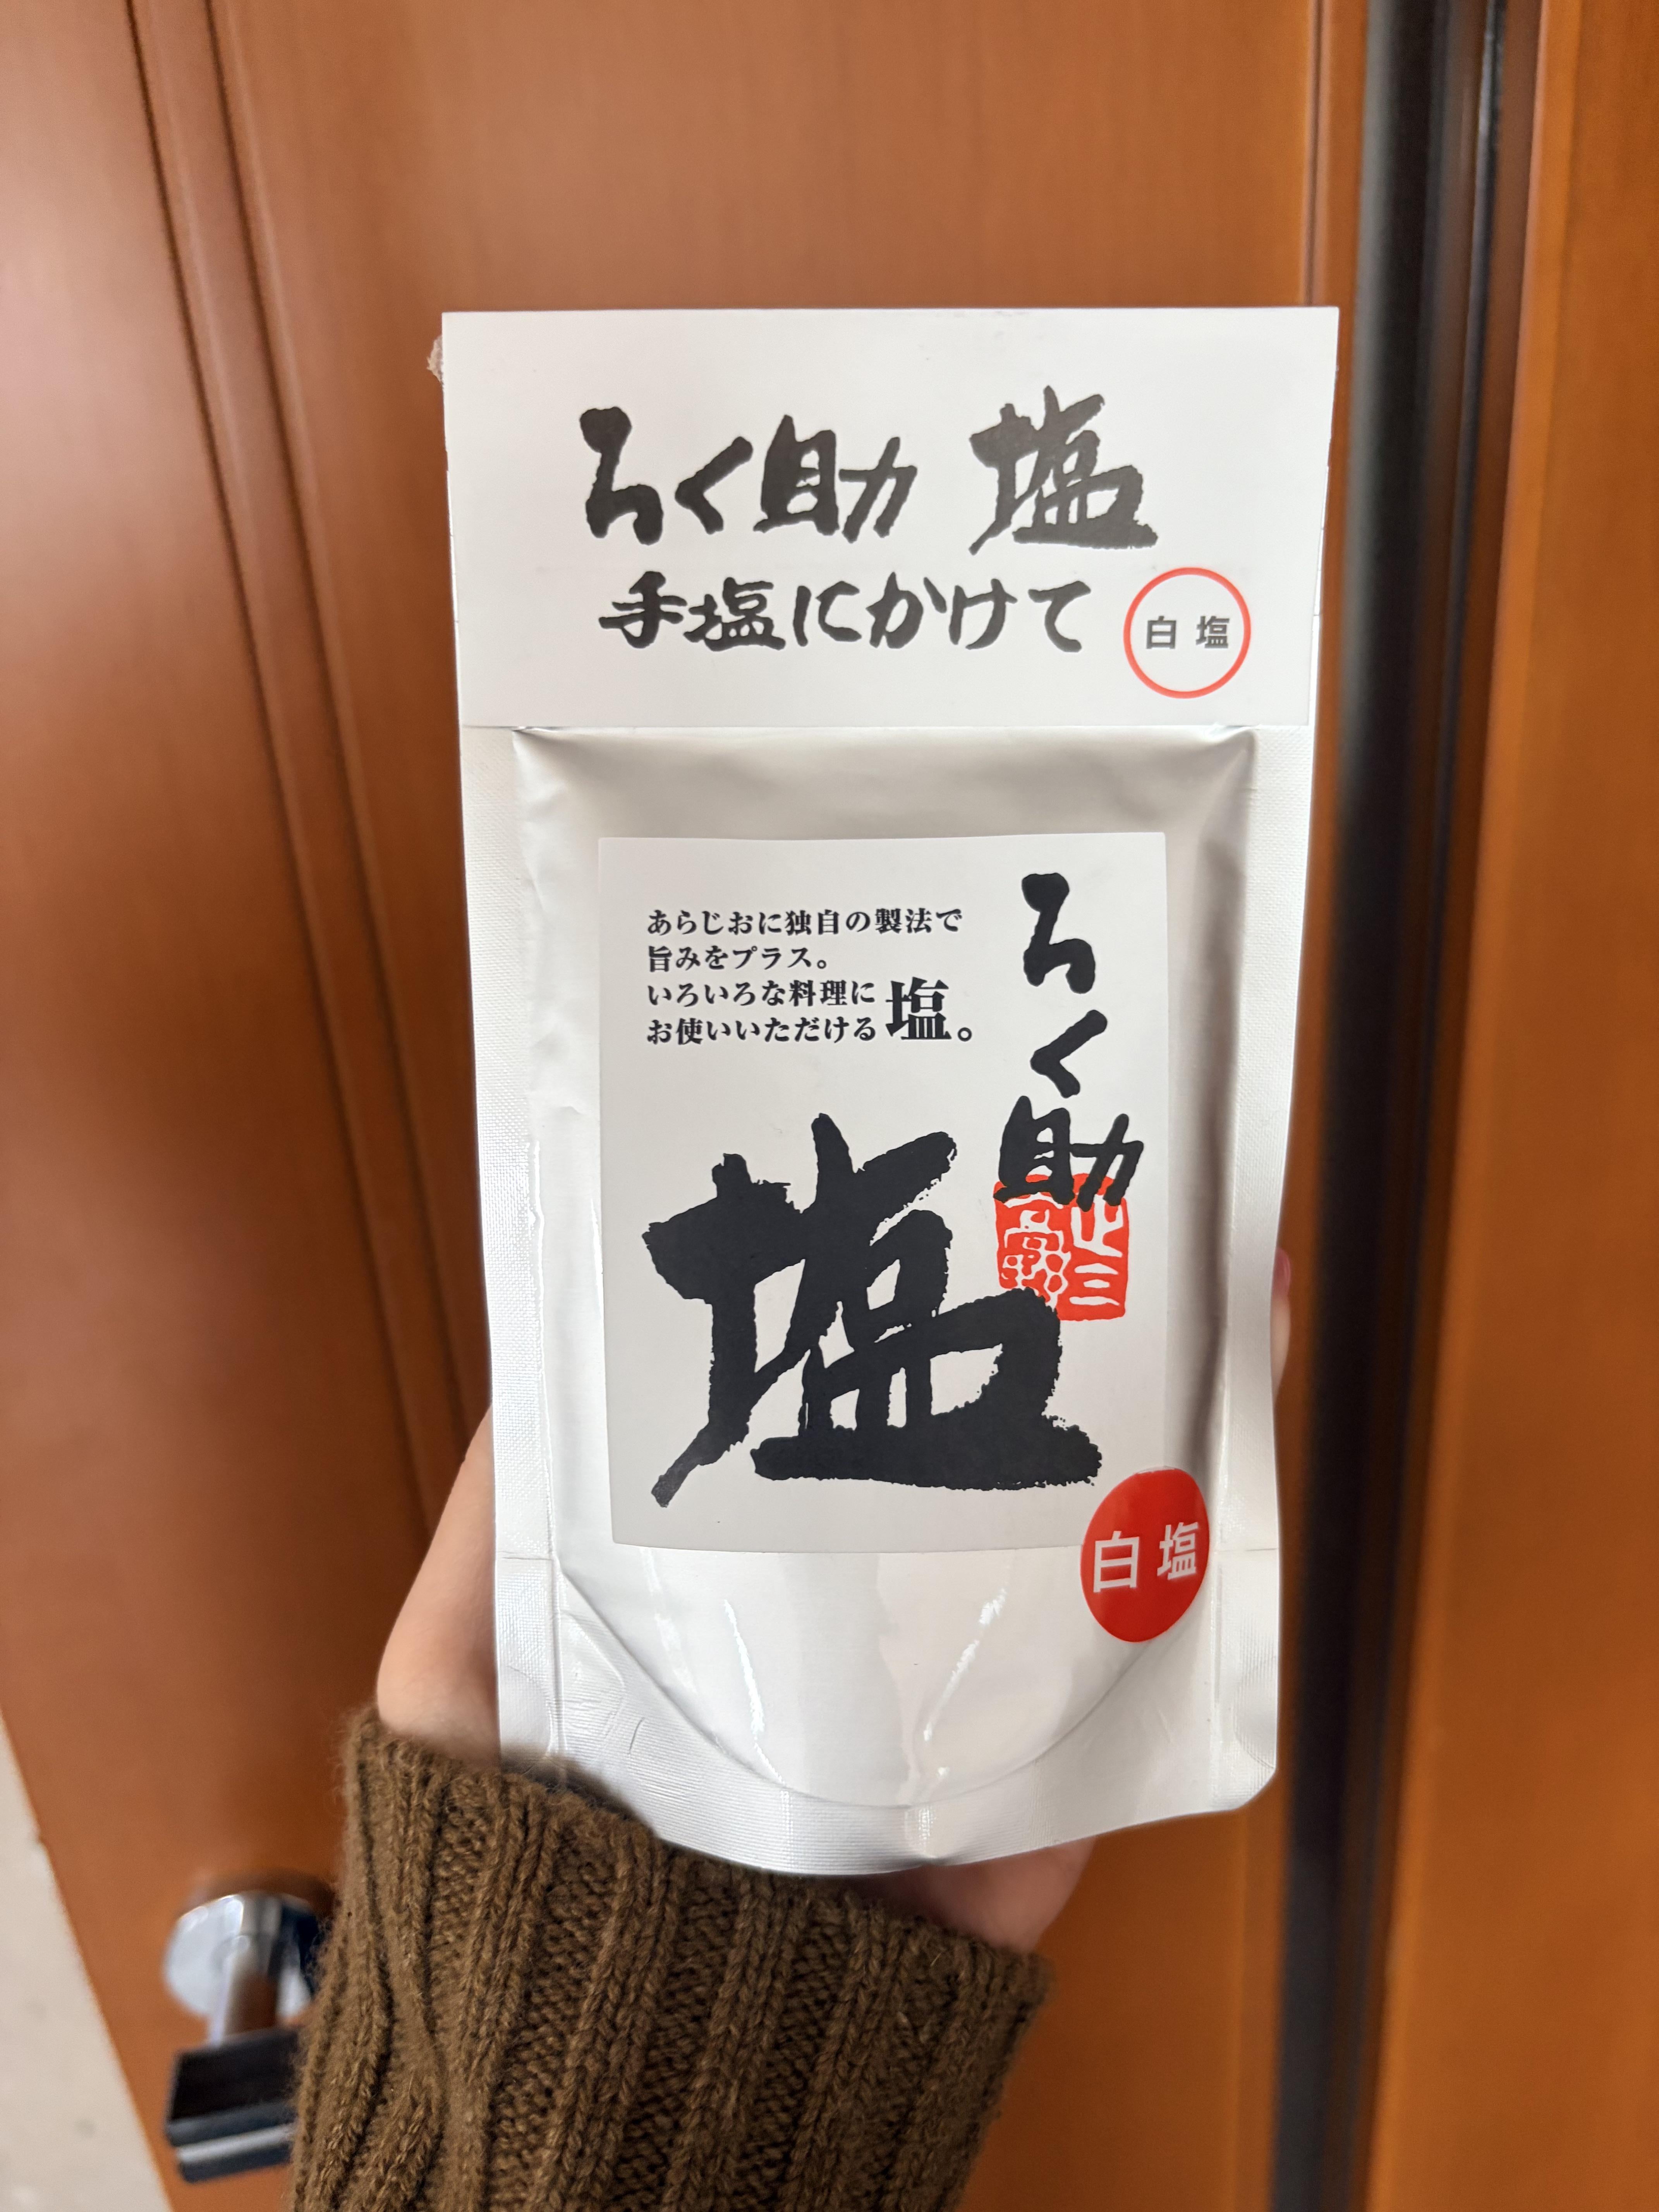 ろく助 塩
手塩にかけて
白塩
あらじおに独自の製法で
旨みをプラス。
いろいろな料理に
お使いいただける塩。
ろく助
塩
白塩